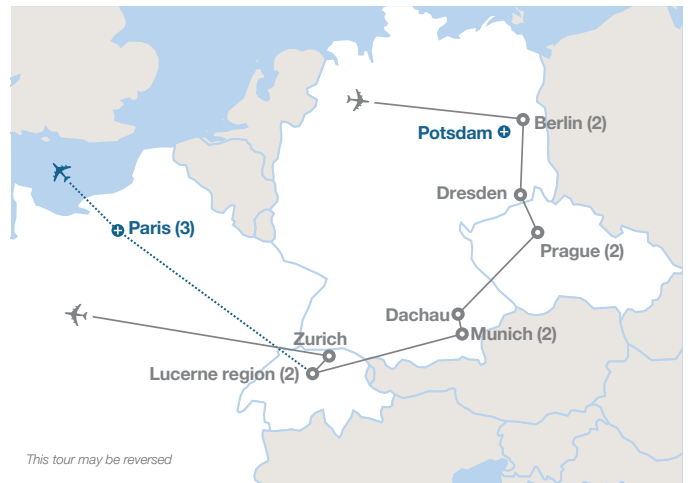 Berlin (2)
Potsdam
Dresden
Paris (3)
Prague (2)
Dachau
Munich (2)
Zurich
Lucerne region (2)
This tour may be reversed